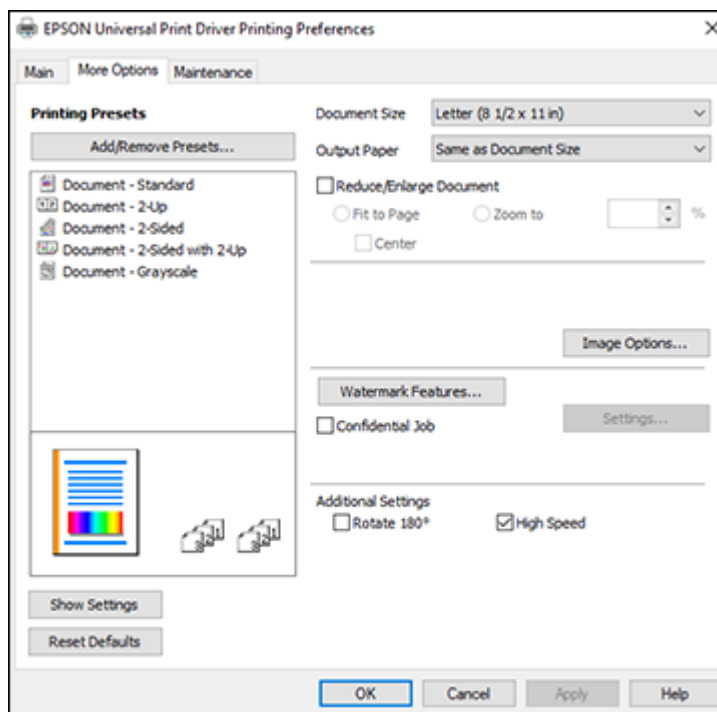 EPSON Universal Print Driver Printing Preferences
Main
More Options
Maintenance
Printing Presets
Add/Remove Presets...
Document - Standard
Document - 2-Up
Document - 2-Sided
Document - 2-Sided with 2-Up
Document - Grayscale
Show Settings
Reset Defaults
Document Size
Letter (8 1/2 x 11 in)
Output Paper
Same as Document Size
Reduce/Enlarge Document
Fit to Page
Zoom to
%
Center
Image Options...
Watermark Features...
Confidential Job
Settings...
Additional Settings
Rotate 180°
High Speed
OK
Cancel
Apply
Help